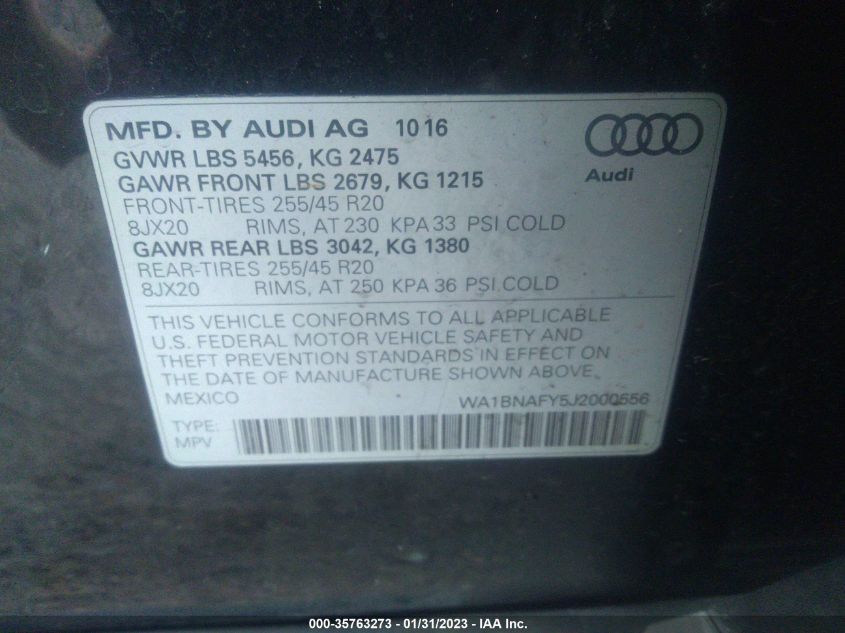 MFD. BY AUDI AG 10 16
Audi
GVWR LBS 5456, KG 2475
GAWR FRONT LBS 2679, KG 1215
FRONT-TIRES 255/45 R20
8JX20 RIMS, AT 230 KPA 33 PSI COLD
GAWR REAR LBS 3042, KG 1380
REAR-TIRES 255/45 R20
8JX20 RIMS, AT 250 KPA 36 PSI COLD
THIS VEHICLE CONFORMS TO ALL APPLICABLE
U.S. FEDERAL MOTOR VEHICLE SAFETY AND
THEFT PREVENTION STANDARDS IN EFFECT ON
THE DATE OF MANUFACTURE SHOWN ABOVE.
MEXICO WA1BNAFY5J2000556
TYPE:
MPV
000-35763273 - 01/31/2023 - IAA Inc.